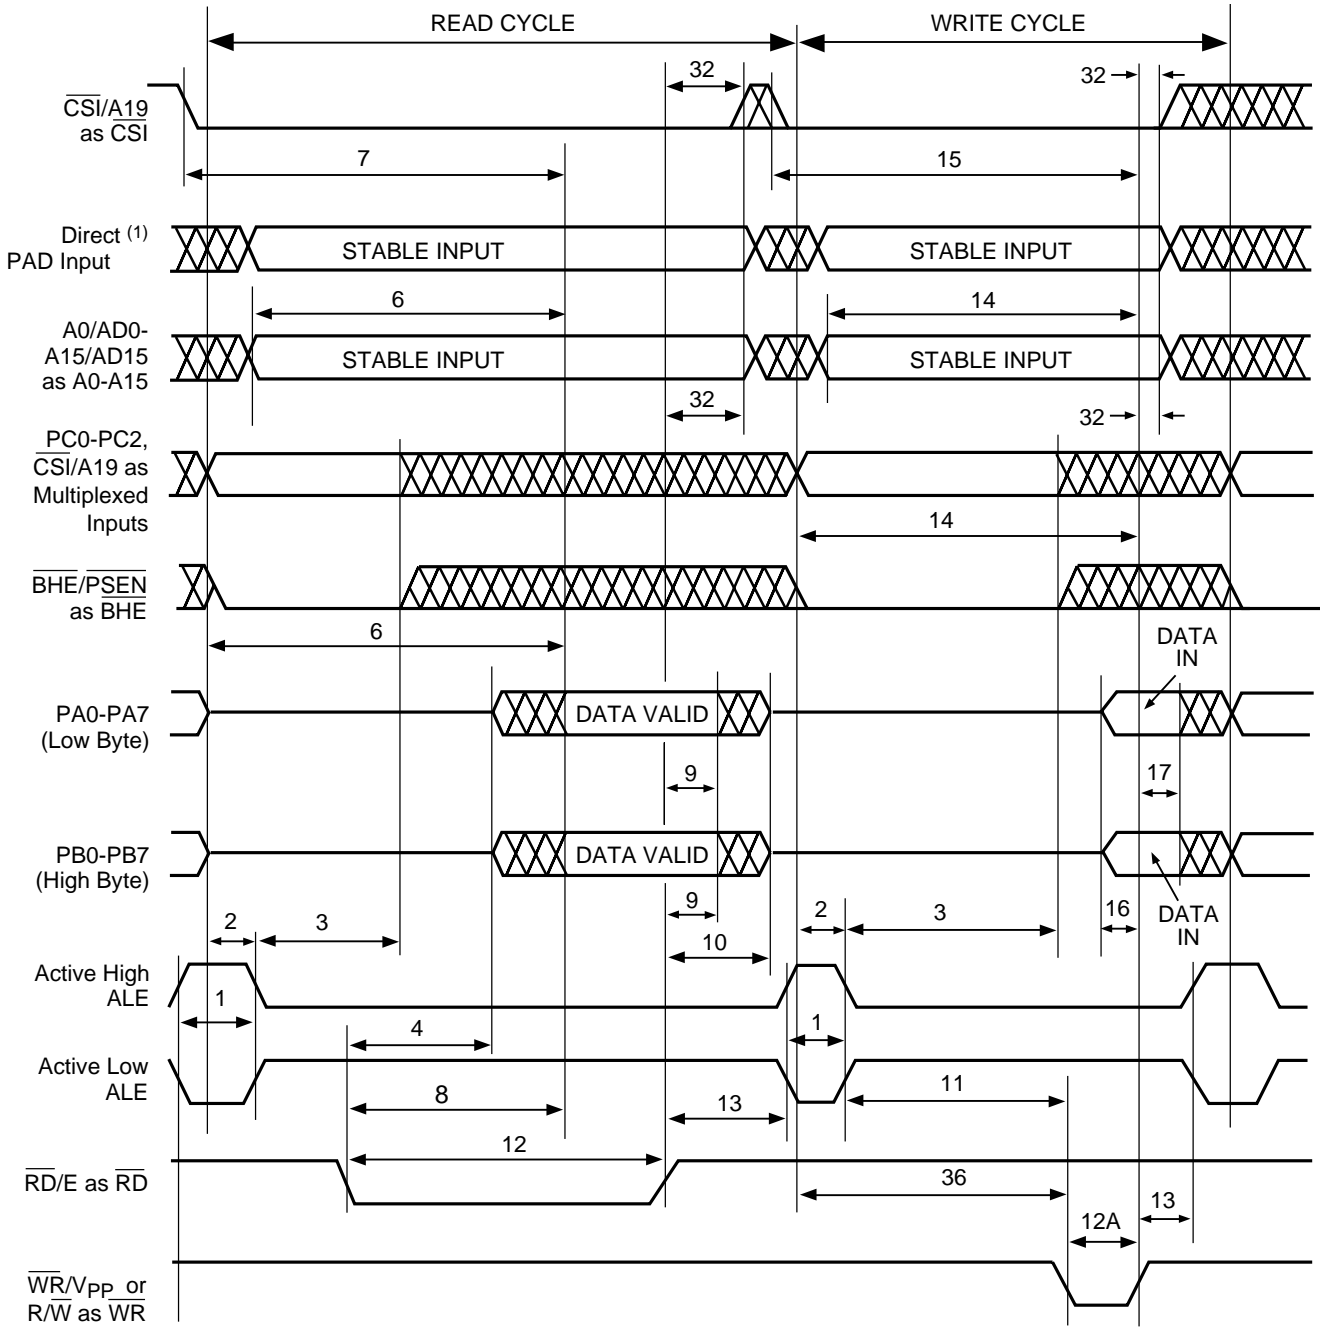 READ CYCLE
WRITE CYCLE
32
32
CSI/A19
as CSI
7
15
Direct (1)
PAD Input
STABLE INPUT
STABLE INPUT
6
14
A0/AD0-
A15/AD15
as A0-A15
STABLE INPUT
STABLE INPUT
32
32
PC0-PC2,
CSI/A19 as
Multiplexed
Inputs
14
BHE/PSEN
as BHE
6
DATA
IN
PA0-PA7
(Low Byte)
DATA VALID
9
17
PB0-PB7
(High Byte)
DATA VALID
9
2
3
2
3
16
DATA
IN
10
Active High
ALE
1
4
1
Active Low
ALE
8
13
11
12
RD/E as RD
36
13
12A
WR/VPP or
R/W as WR